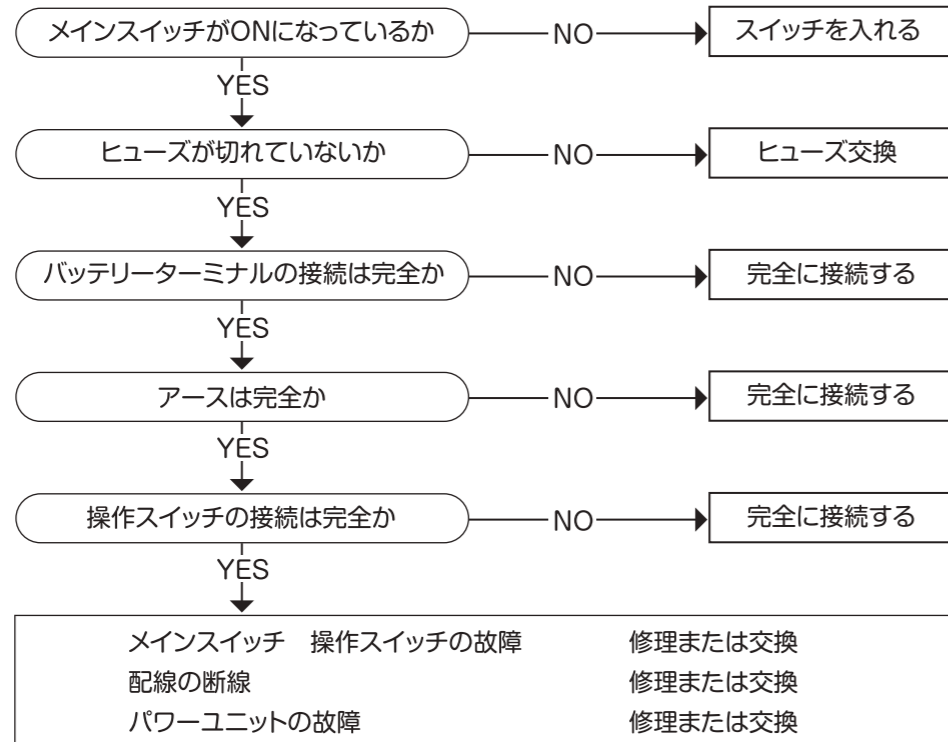 メインスイッチがONになっているか NO スイッチを入れる
YES
ヒューズが切れていないか NO ヒューズ交換
YES
バッテリーターミナルの接続は完全か NO 完全に接続する
YES
アースは完全か NO 完全に接続する
YES
操作スイッチの接続は完全か NO 完全に接続する
YES
メインスイッチ　操作スイッチの故障 修理または交換
配線の断線 修理または交換
パワーユニットの故障 修理または交換